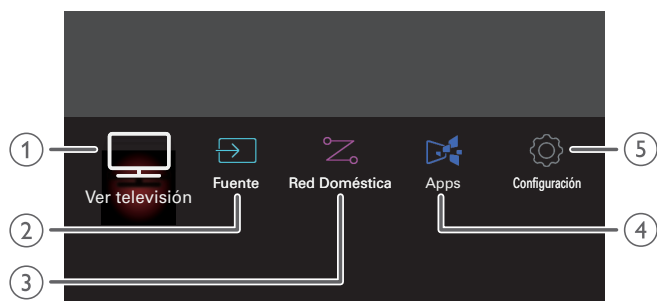 1
Ver televisión
Fuente
Red Doméstica
Apps
Configuración
5
2
3
4